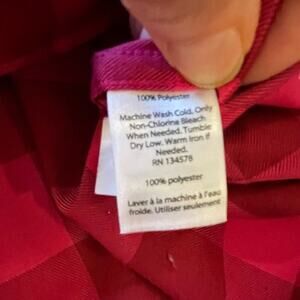 100% Polyester
Machine Wash Cold. Only
Non-Chlorine Bleach
When Needed. Tumble
Dry Low. Warm Iron if
Needed.
RN 134578
100% polyester
Laver à la machine à l'eau
froide. Utiliser seulement